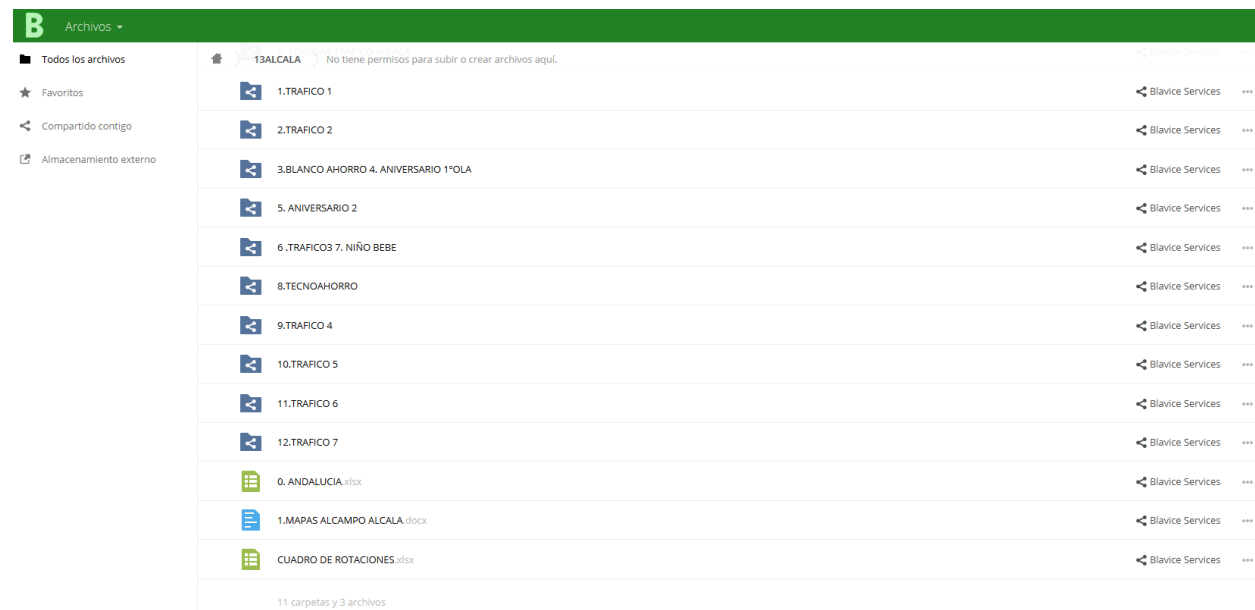 B Archivos
Todos los archivos
Favoritos
Compartido contigo
Almacenamiento externo
13ALCALA No tiene permisos para subir o crear archivos aquí.
1.TRAFICO 1 Blavice Services
2.TRAFICO 2 Blavice Services
3.BLANCO AHORRO 4. ANIVERSARIO 1ºOLA Blavice Services
5. ANIVERSARIO 2 Blavice Services
6 .TRAFICO3 7. NIÑO BEBE Blavice Services
8.TECNOAHORRO Blavice Services
9.TRAFICO 4 Blavice Services
10.TRAFICO 5 Blavice Services
11.TRAFICO 6 Blavice Services
12.TRAFICO 7 Blavice Services
0. ANDALUCIA.xlsx Blavice Services
1.MAPAS ALCAMPO ALCALA.docx Blavice Services
CUADRO DE ROTACIONES.xlsx Blavice Services
11 carpetas y 3 archivos